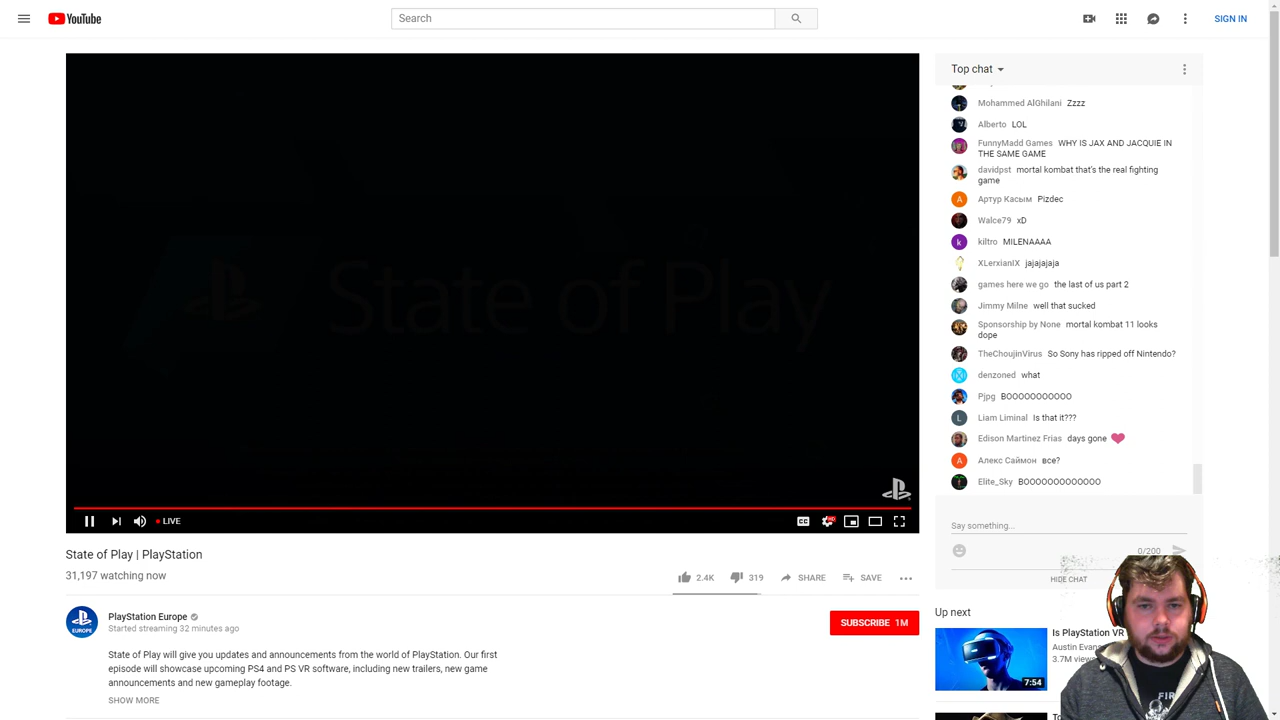 YouTube
Search
SIGN IN
State of Play
LIVE
CC
HD
State of Play | PlayStation
31,197 watching now
2.4K
319
SHARE
SAVE
EUROPE
PlayStation Europe
Started streaming 32 minutes ago
SUBSCRIBE 1M
State of Play will give you updates and announcements from the world of PlayStation. Our first
episode will showcase upcoming PS4 and PS VR software, including new trailers, new game
announcements and new gameplay footage.
SHOW MORE
Top chat
Mohammed AlGhilani Zzzz
Alberto LOL
FunnyMadd Games WHY IS JAX AND JACQUIE IN
THE SAME GAME
davidpst mortal kombat that's the real fighting
game
A Артур Касым Pizdec
Walce79 xD
k kiltro MILENAAAA
XLerxianIX jajajajaja
games here we go the last of us part 2
Jimmy Milne well that sucked
Sponsorship by None mortal kombat 11 looks
dope
TheChoujinVirus So Sony has ripped off Nintendo?
denzoned what
Pjpg BOOOOOOOOOOO
L Liam Liminal Is that it???
Edison Martinez Frias days gone
A Алекс Саймон все?
Elite_Sky BOOOOOOOOOOOOO
Say something...
0/200
HIDE CHAT
Up next
Is PlayStation VR
Austin Evans
3.7M views
7:54